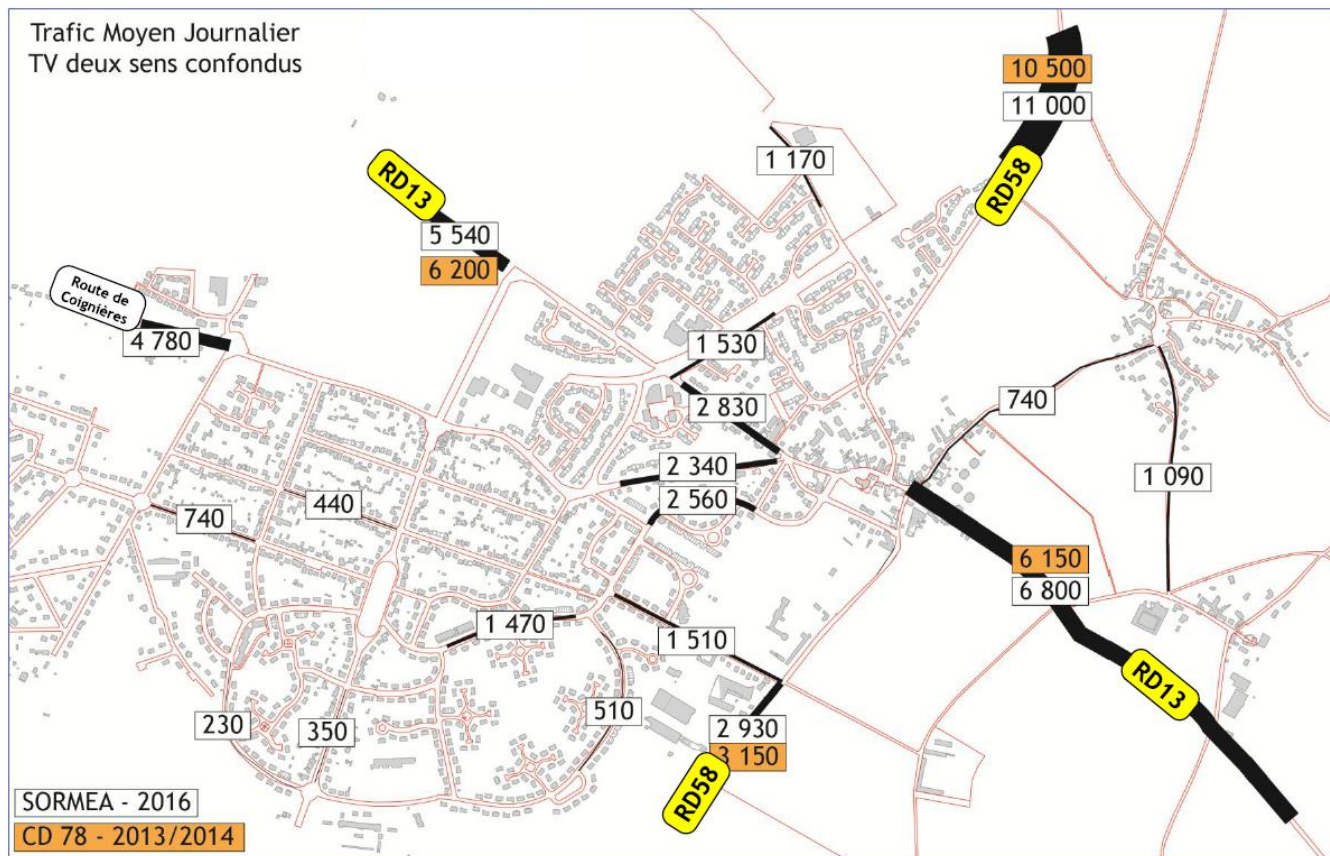 Trafic Moyen Journalier
TV deux sens confondus
10 500
11 000
RD58
1 170
RD13
5 540
6 200
Route de
Coignières
4 780
1 530
2 830
740
2 340
1 090
2 560
440
740
6 150
6 800
1 470
1 510
RD13
230
350
510
2 930
3 150
RD58
SORMEA - 2016
CD 78 - 2013/2014